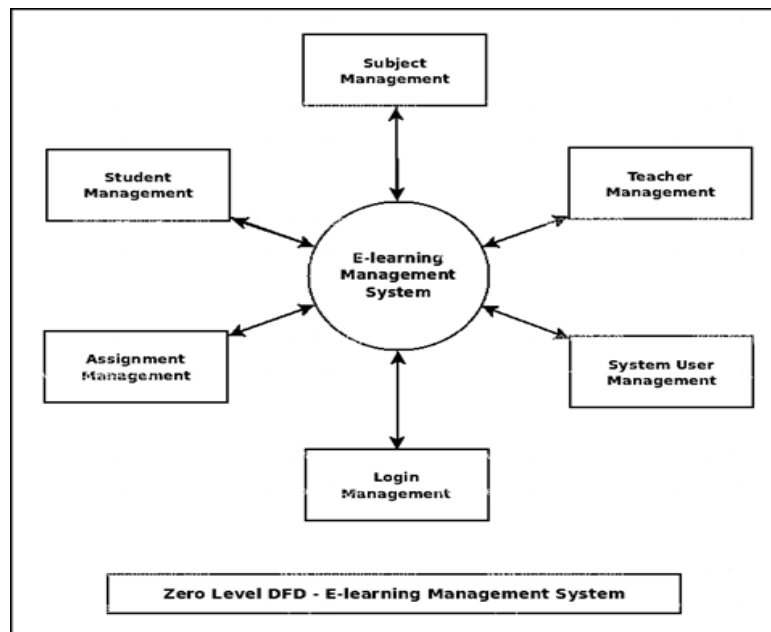 Subject
Management
Student
Management
Teacher
Management
E-learning
Management
System
Assignment
Management
System User
Management
Login
Management
Zero Level DFD - E-learning Management System